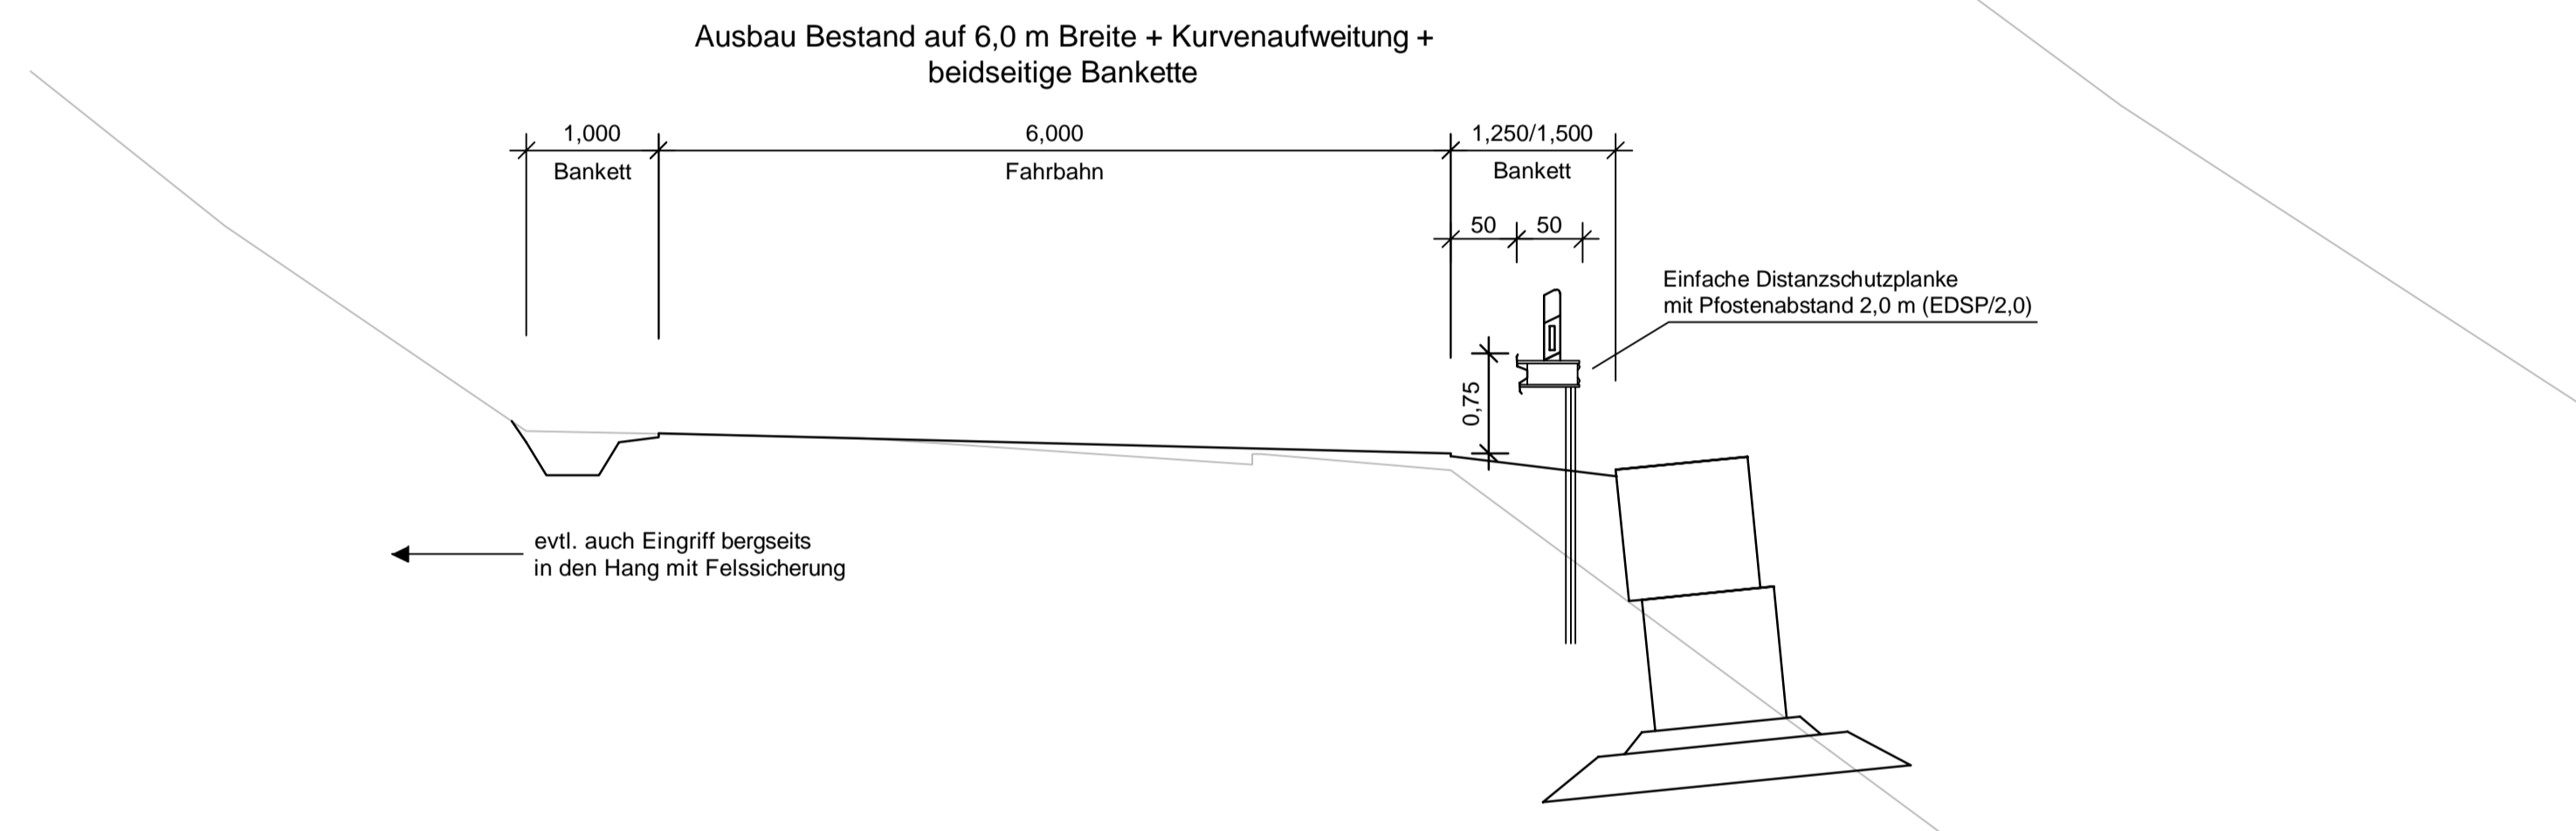 Ausbau Bestand auf 6,0 m Breite + Kurvenaufweitung +
beidseitige Bankette
1,000
6,000
1,250/1,500
Bankett
Fahrbahn
Bankett
50
50
Einfache Distanzschutzplanke
mit Pfostenabstand 2,0 m (EDSP/2,0)
0,75
evtl. auch Eingriff bergseits
in den Hang mit Felssicherung